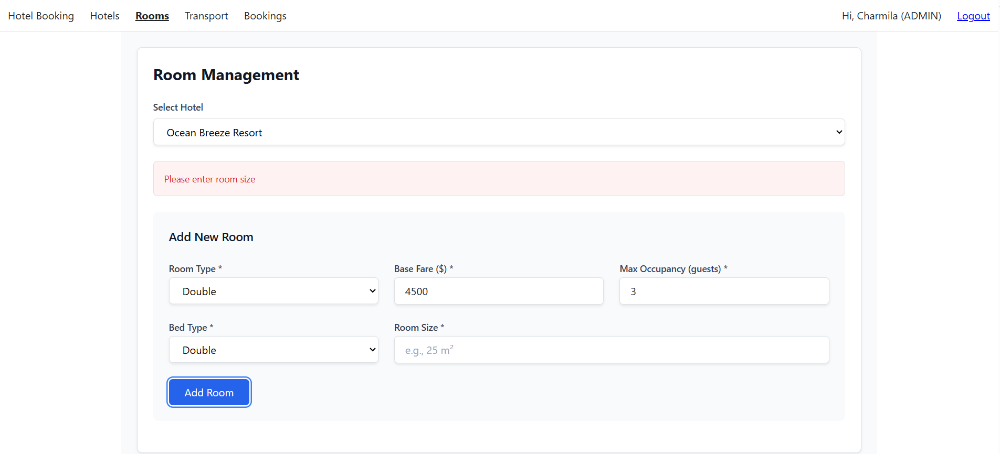 Hotel Booking Hotels Rooms Transport Bookings Hi, Charmila (ADMIN) Logout
Room Management
Select Hotel
Ocean Breeze Resort
Please enter room size
Add New Room
Room Type * Base Fare ($) * Max Occupancy (guests) *
Double 4500 3
Bed Type * Room Size *
Double e.g., 25 m²
Add Room